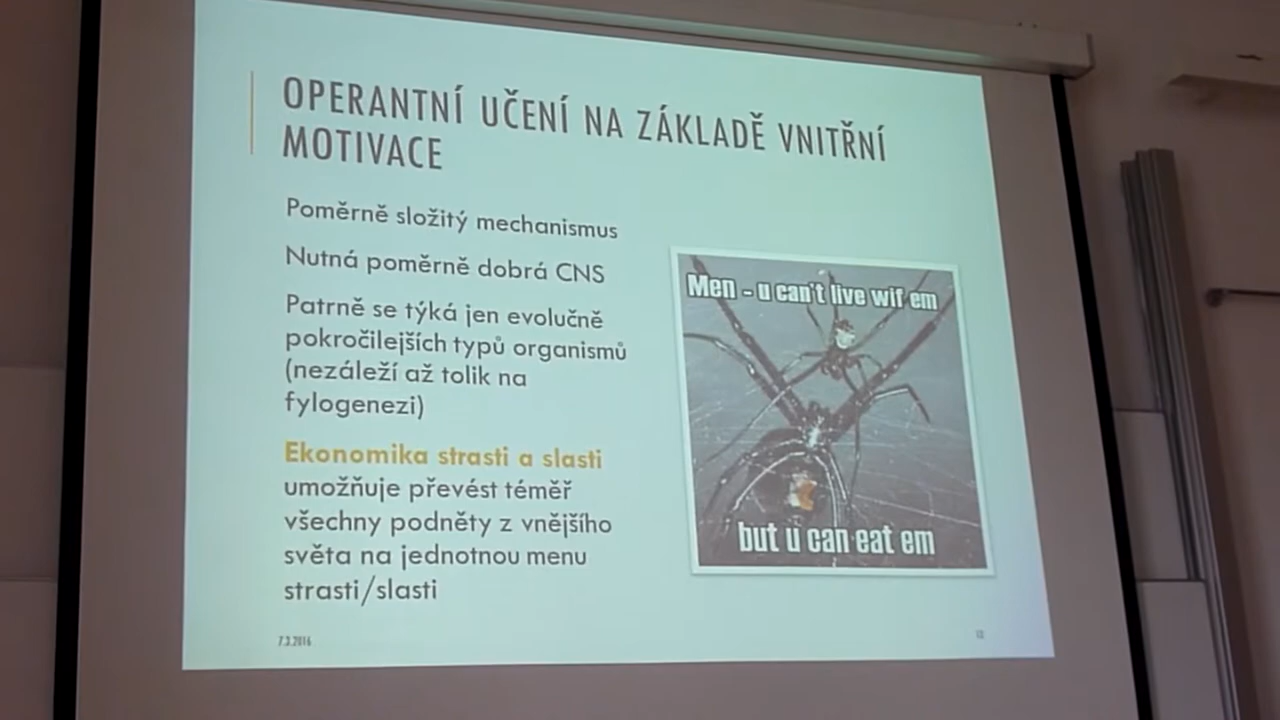 OPERANTNÍ UČENÍ NA ZÁKLADĚ VNITŘNÍ
MOTIVACE
Poměrně složitý mechanismus
Nutná poměrně dobrá CNS
Patrně se týká jen evolučně
pokročilejších typů organismů
(nezáleží až tolik na
fylogenezi)
Ekonomika strasti a slasti
umožňuje převést téměř
všechny podněty z vnějšího
světa na jednotnou menu
strasti/slasti
Men - u can't live wif em
but u can eat em
7.3.2016